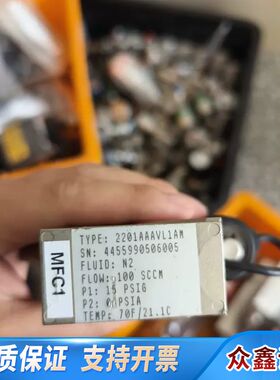 MFC1
TYPE: 2201AAAVL1AM
SN: 4455990506005
FLUID: N2
FLOW: 100 SCCM
P1: 15 PSIG
P2: 0 PSIA
TEMP: 70F/21.1C
质保证 支持开票
众鑫